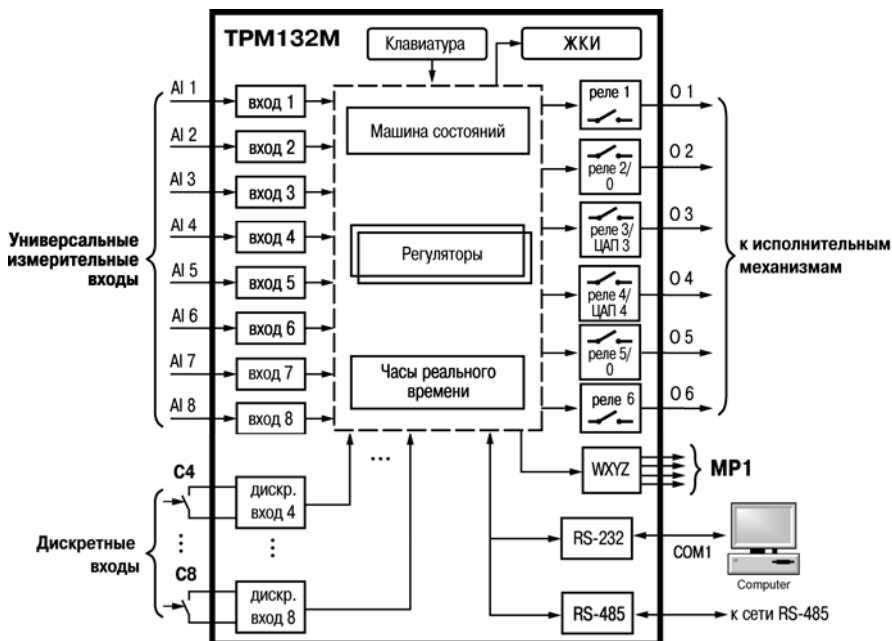 ТРМ132М
Клавиатура
ЖКИ
AI 1
вход 1
AI 2
вход 2
AI 3
вход 3
AI 4
вход 4
AI 5
вход 5
AI 6
вход 6
AI 7
вход 7
AI 8
вход 8
Универсальные
измерительные
входы
Машина состояний
Регуляторы
Часы реального
времени
реле 1
O 1
реле 2/
0
O 2
реле 3/
ЦАП 3
O 3
реле 4/
ЦАП 4
O 4
реле 5/
0
O 5
реле 6
O 6
к исполнительным
механизмам
...
WXYZ
МР1
C4
дискр.
вход 4
Дискретные
входы
C8
дискр.
вход 8
RS-232
COM1
Computer
RS-485
к сети RS-485